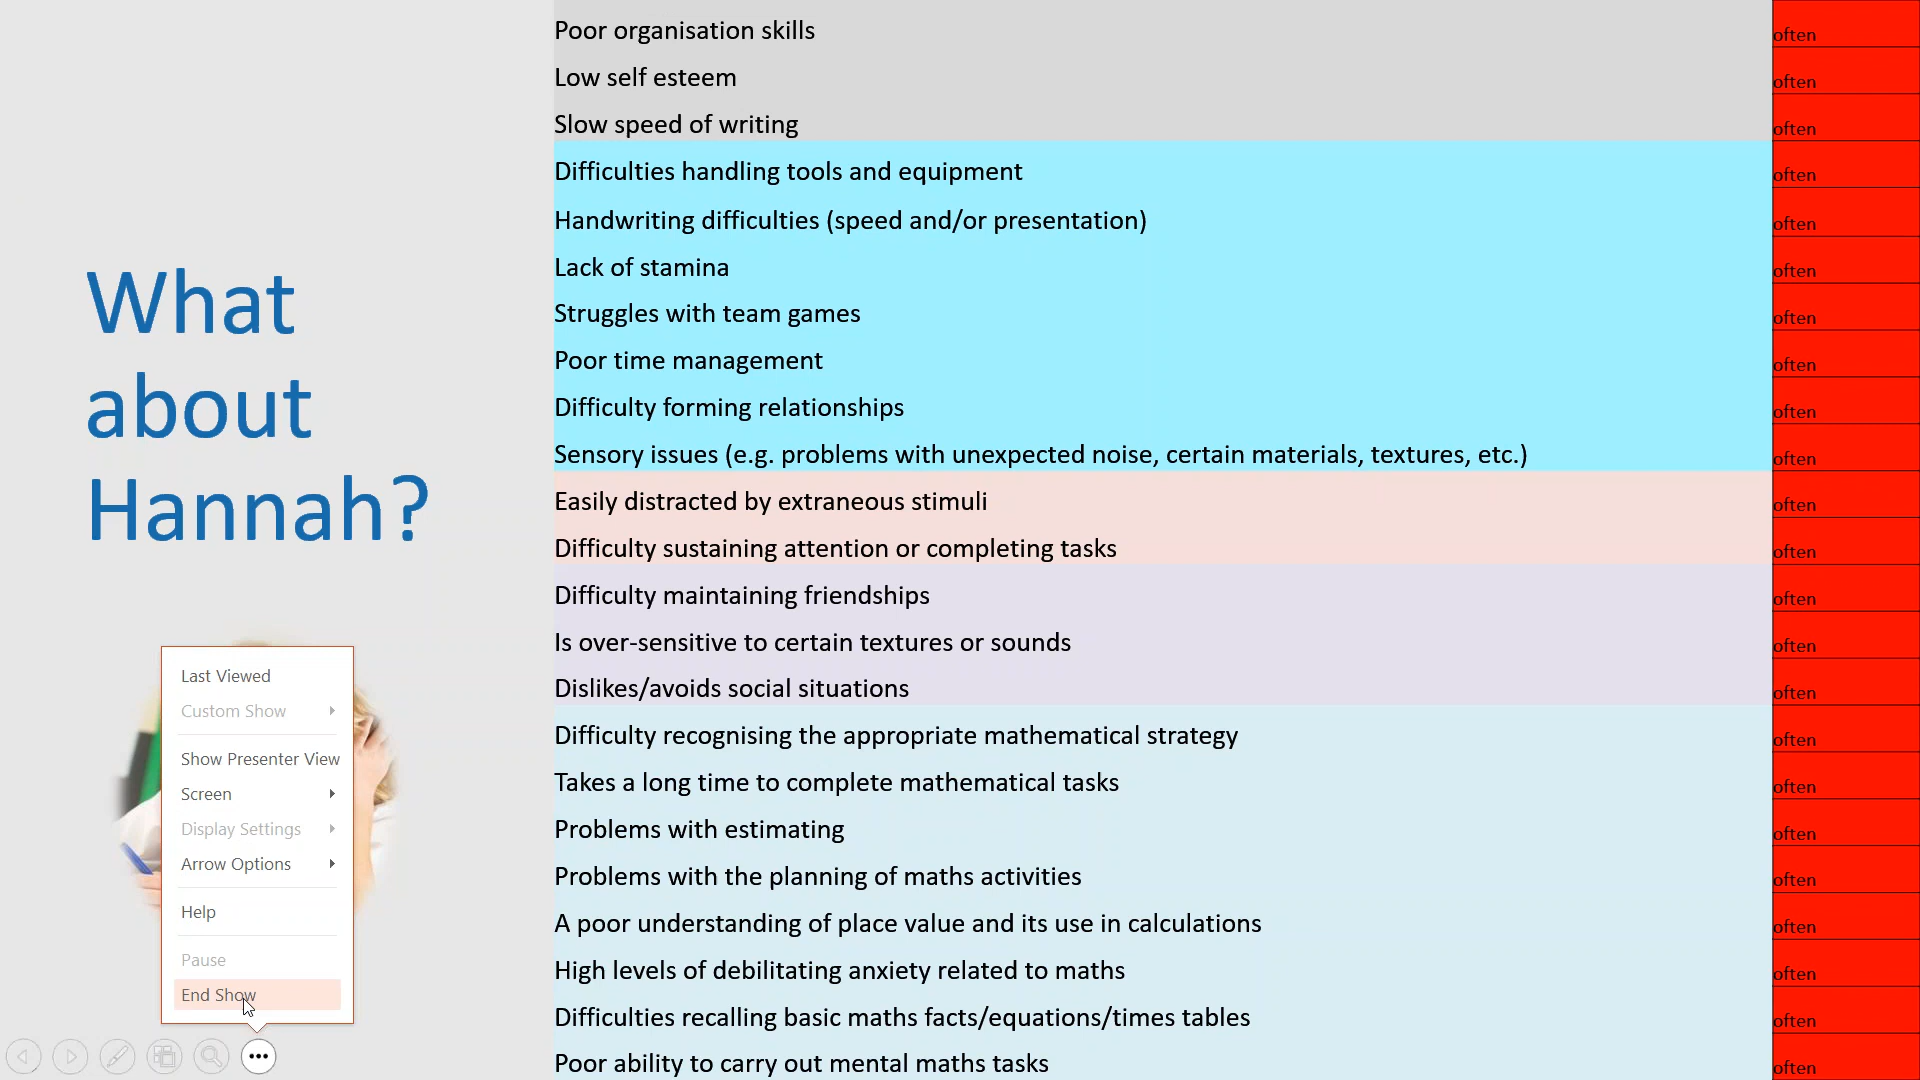 What
about
Hannah?
Poor organisation skills often
Low self esteem often
Slow speed of writing often
Difficulties handling tools and equipment often
Handwriting difficulties (speed and/or presentation) often
Lack of stamina often
Struggles with team games often
Poor time management often
Difficulty forming relationships often
Sensory issues (e.g. problems with unexpected noise, certain materials, textures, etc.) often
Easily distracted by extraneous stimuli often
Difficulty sustaining attention or completing tasks often
Difficulty maintaining friendships often
Is over-sensitive to certain textures or sounds often
Dislikes/avoids social situations often
Difficulty recognising the appropriate mathematical strategy often
Takes a long time to complete mathematical tasks often
Problems with estimating often
Problems with the planning of maths activities often
A poor understanding of place value and its use in calculations often
High levels of debilitating anxiety related to maths often
Difficulties recalling basic maths facts/equations/times tables often
Poor ability to carry out mental maths tasks often
Last Viewed
Custom Show
Show Presenter View
Screen
Display Settings
Arrow Options
Help
Pause
End Show